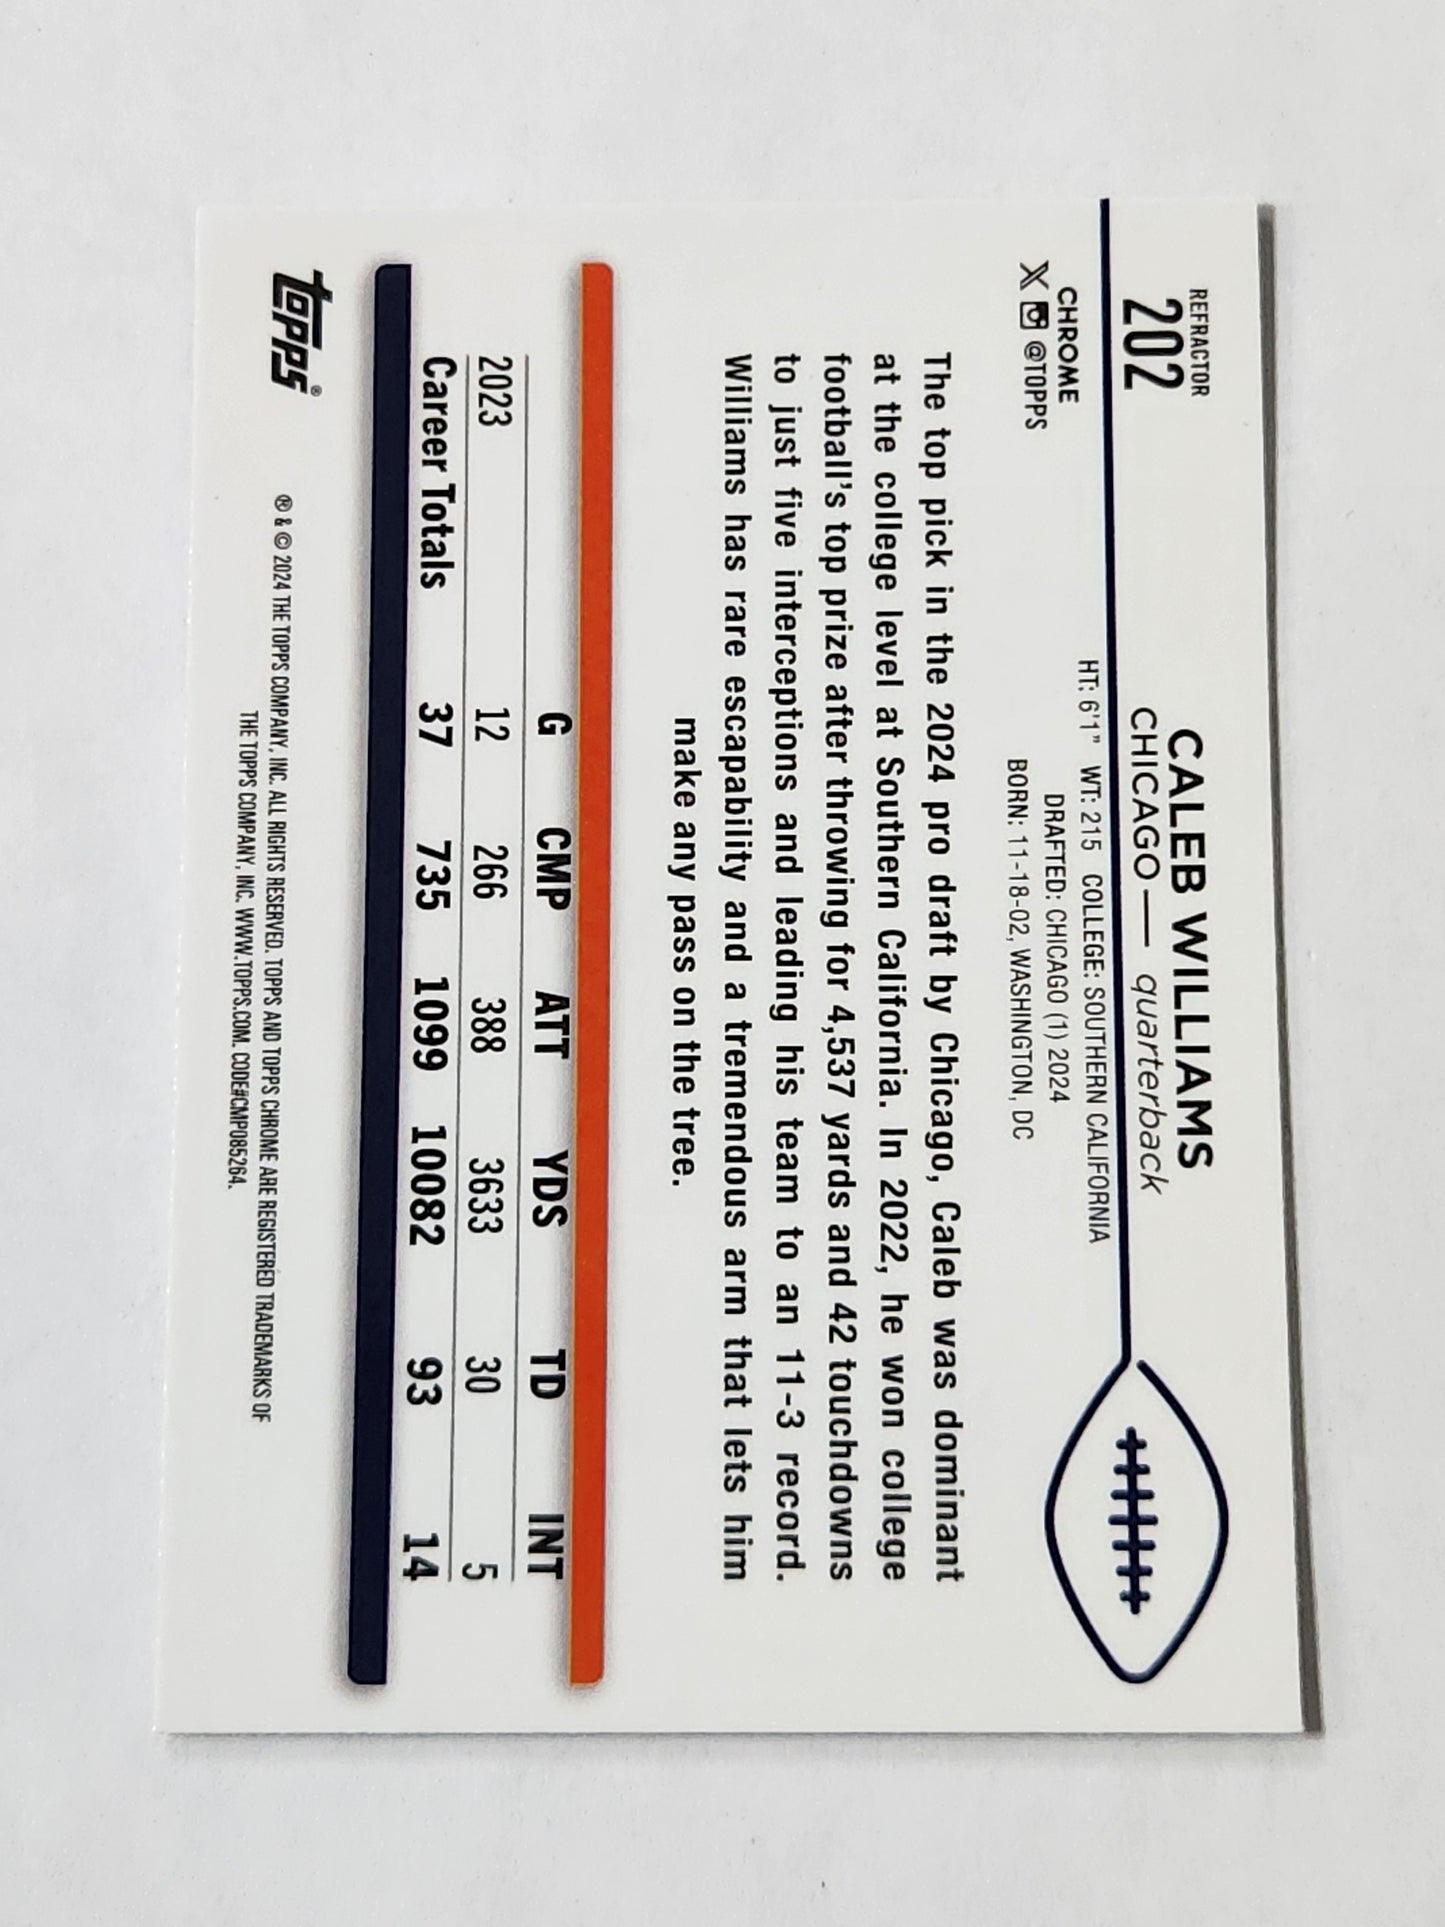 REFRACTOR
202
CALEB WILLIAMS
CHICAGO — quarterback
CHROME
X @TOPPS
HT: 6'1" WT: 215 COLLEGE: SOUTHERN CALIFORNIA
DRAFTED: CHICAGO (1) 2024
BORN: 11-18-02, WASHINGTON, DC
The top pick in the 2024 pro draft by Chicago, Caleb was dominant
at the college level at Southern California. In 2022, he won college
football's top prize after throwing for 4,537 yards and 42 touchdowns
to just five interceptions and leading his team to an 11-3 record.
Williams has rare escapability and a tremendous arm that lets him
make any pass on the tree.
G CMP ATT YDS TD INT
2023 12 266 388 3633 30 5
Career Totals 37 735 1099 10082 93 14
topps®
® & © 2024 THE TOPPS COMPANY, INC. ALL RIGHTS RESERVED. TOPPS AND TOPPS CHROME ARE REGISTERED TRADEMARKS OF
THE TOPPS COMPANY, INC. WWW.TOPPS.COM. CODE#CMP085264.